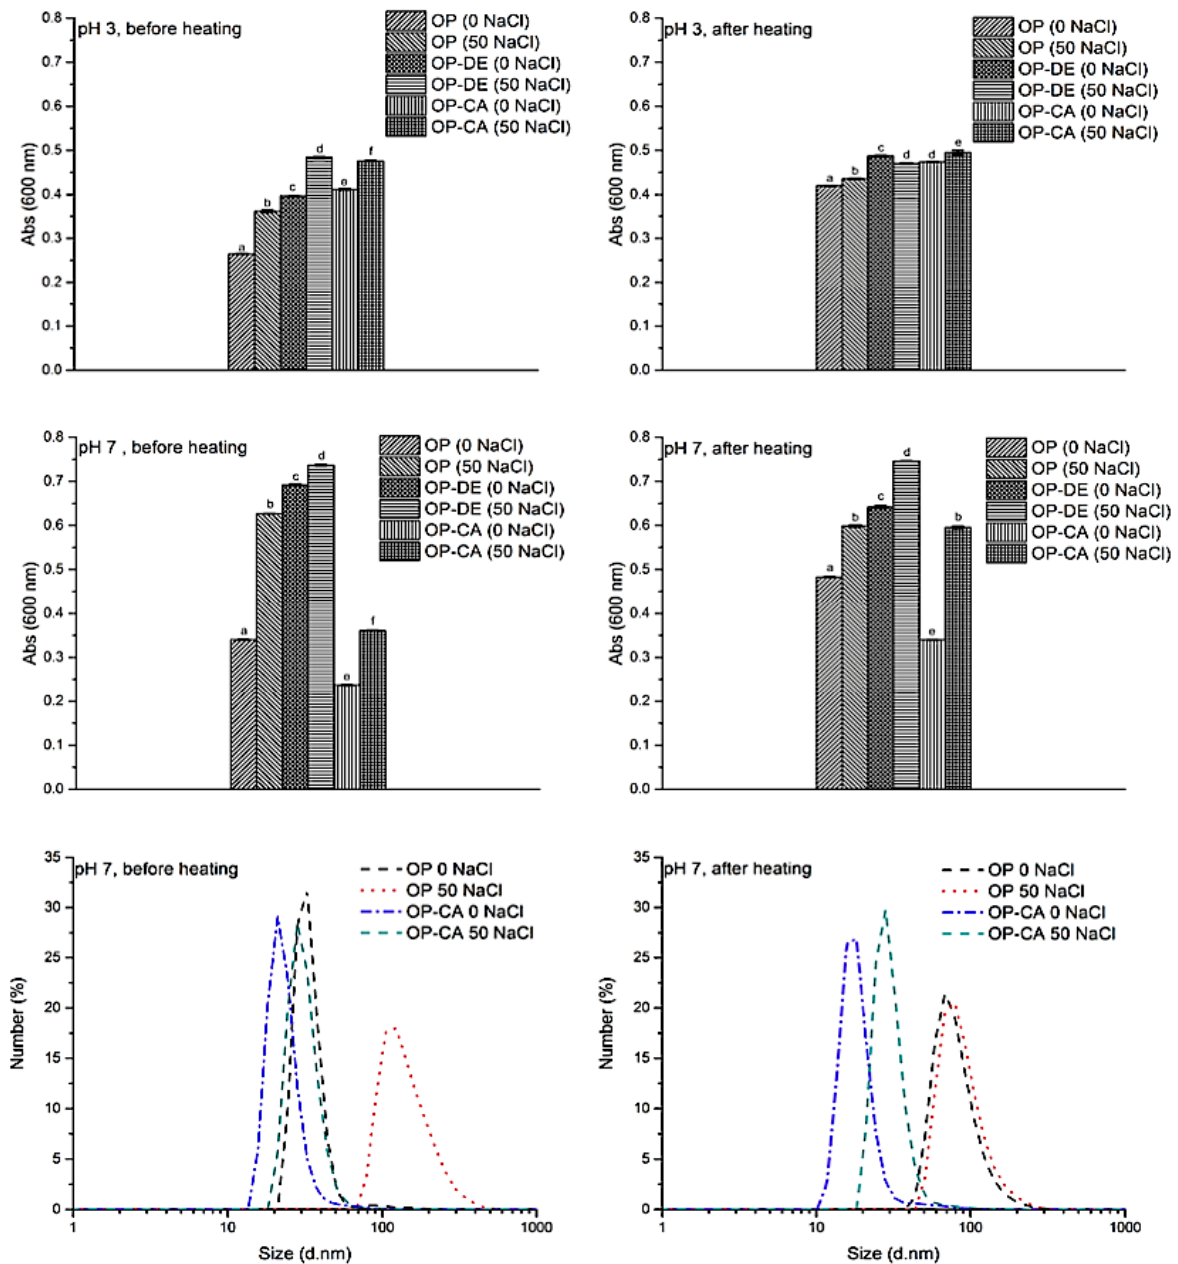 pH 3, before heating
OP (0 NaCl)
OP (50 NaCl)
OP-DE (0 NaCl)
OP-DE (50 NaCl)
OP-CA (0 NaCl)
OP-CA (50 NaCl)
Abs (600 nm)
0.8
0.7
0.6
0.5
0.4
0.3
0.2
0.1
0.0
a
b
c
d
e
f
pH 3, after heating
OP (0 NaCl)
OP (50 NaCl)
OP-DE (0 NaCl)
OP-DE (50 NaCl)
OP-CA (0 NaCl)
OP-CA (50 NaCl)
Abs (600 nm)
0.8
0.7
0.6
0.5
0.4
0.3
0.2
0.1
0.0
a
b
c
d
d
e
pH 7 , before heating
OP (0 NaCl)
OP (50 NaCl)
OP-DE (0 NaCl)
OP-DE (50 NaCl)
OP-CA (0 NaCl)
OP-CA (50 NaCl)
Abs (600 nm)
0.8
0.7
0.6
0.5
0.4
0.3
0.2
0.1
0.0
a
b
c
d
e
f
pH 7, after heating
OP (0 NaCl)
OP (50 NaCl)
OP-DE (0 NaCl)
OP-DE (50 NaCl)
OP-CA (0 NaCl)
OP-CA (50 NaCl)
Abs (600 nm)
0.8
0.7
0.6
0.5
0.4
0.3
0.2
0.1
0.0
a
b
c
d
e
b
pH 7, before heating
OP 0 NaCl
OP 50 NaCl
OP-CA 0 NaCl
OP-CA 50 NaCl
Number (%)
35
30
25
20
15
10
5
0
1 10 100 1000
Size (d.nm)
pH 7, after heating
OP 0 NaCl
OP 50 NaCl
OP-CA 0 NaCl
OP-CA 50 NaCl
Number (%)
35
30
25
20
15
10
5
0
1 10 100 1000
Size (d.nm)